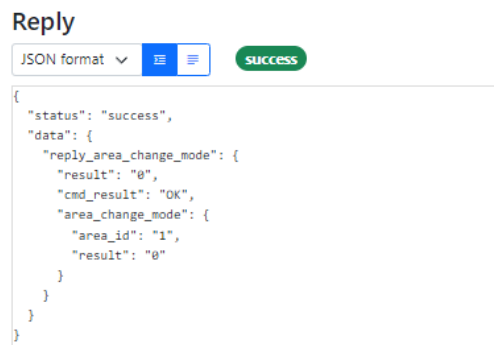 Reply
JSON format
success
{
  "status": "success",
  "data": {
    "reply_area_change_mode": {
      "result": "0",
      "cmd_result": "OK",
      "area_change_mode": {
        "area_id": "1",
        "result": "0"
      }
    }
  }
}